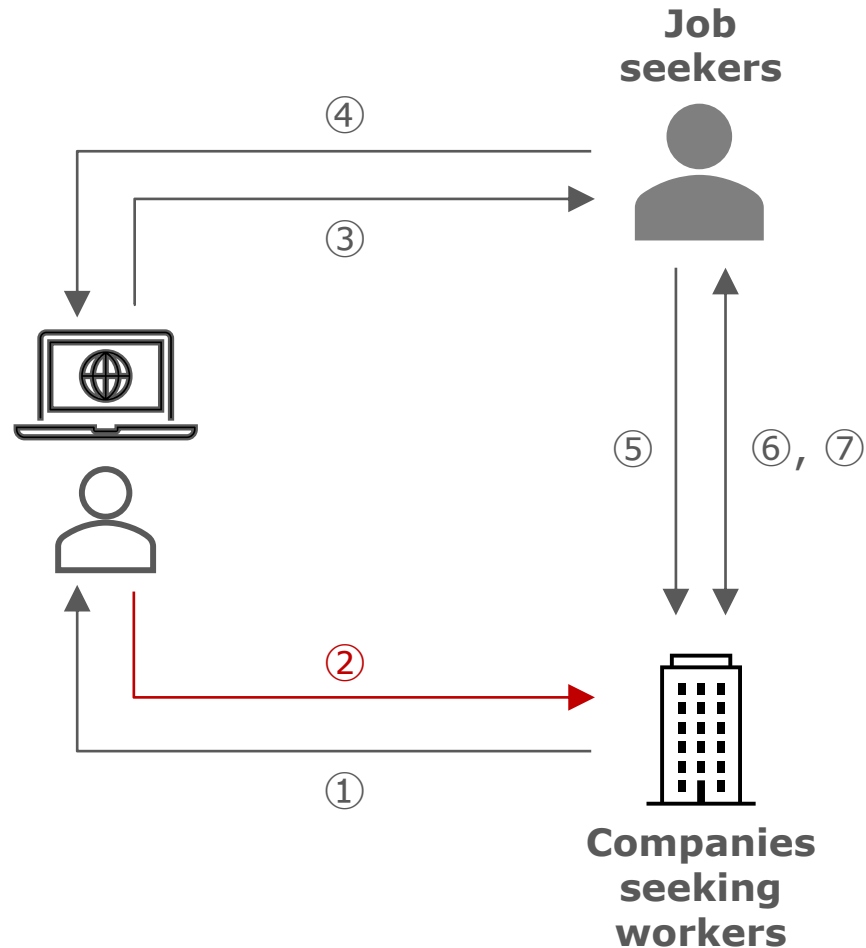 Job
seekers
④
③
⑤
⑥, ⑦
②
①
Companies
seeking
workers